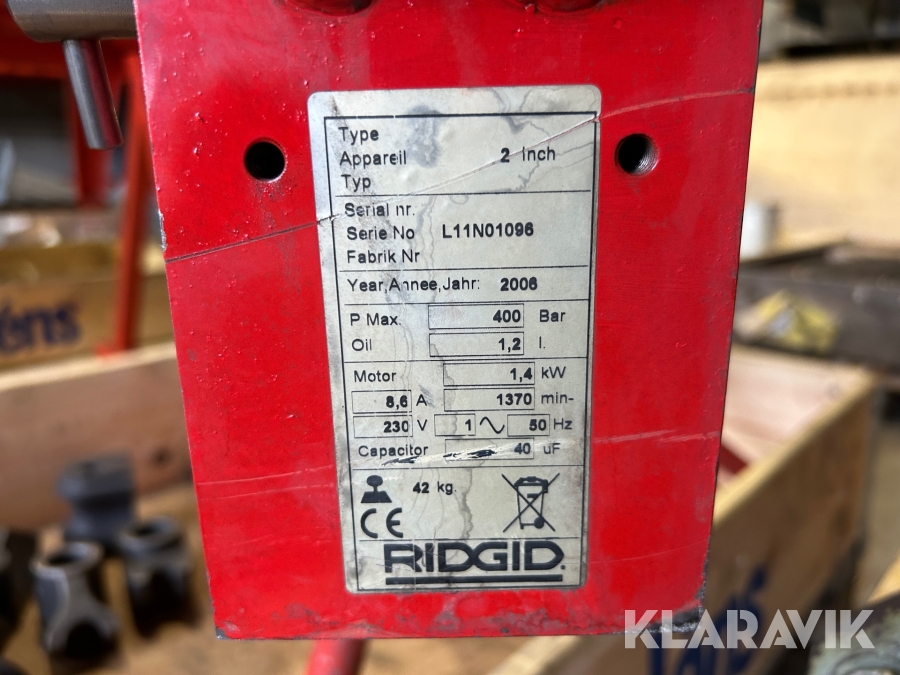 Type
Appareil 2 inch
Typ
Serial nr.
Serie No L11N01096
Fabrik Nr
Year,Annee,Jahr: 2006
P Max. 400 Bar
Oil 1,2 l.
Motor 1,4 kW
8,6 A 1370 min-
230 V 1 50 Hz
Capacitor 40 uF
42 kg.
CE
RIDGID.
KLARAVIK